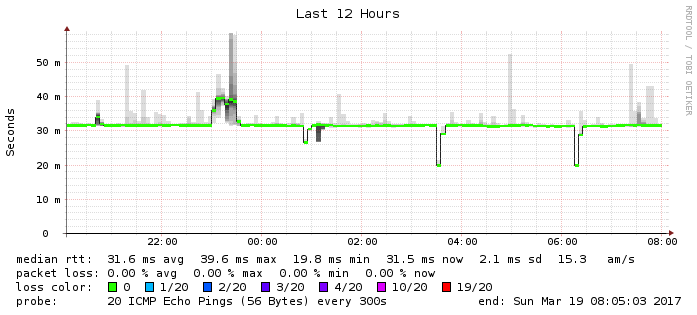 Last 12 Hours
RRDTOOL / TOBI OETIKER
Seconds
50 m
40 m
30 m
20 m
10 m
0
22:00 00:00 02:00 04:00 06:00 08:00
median rtt: 31.6 ms avg 39.6 ms max 19.8 ms min 31.5 ms now 2.1 ms sd 15.3 am/s
packet loss: 0.00 % avg 0.00 % max 0.00 % min 0.00 % now
loss color: 0 1/20 2/20 3/20 4/20 10/20 19/20
probe: 20 ICMP Echo Pings (56 Bytes) every 300s end: Sun Mar 19 08:05:03 2017